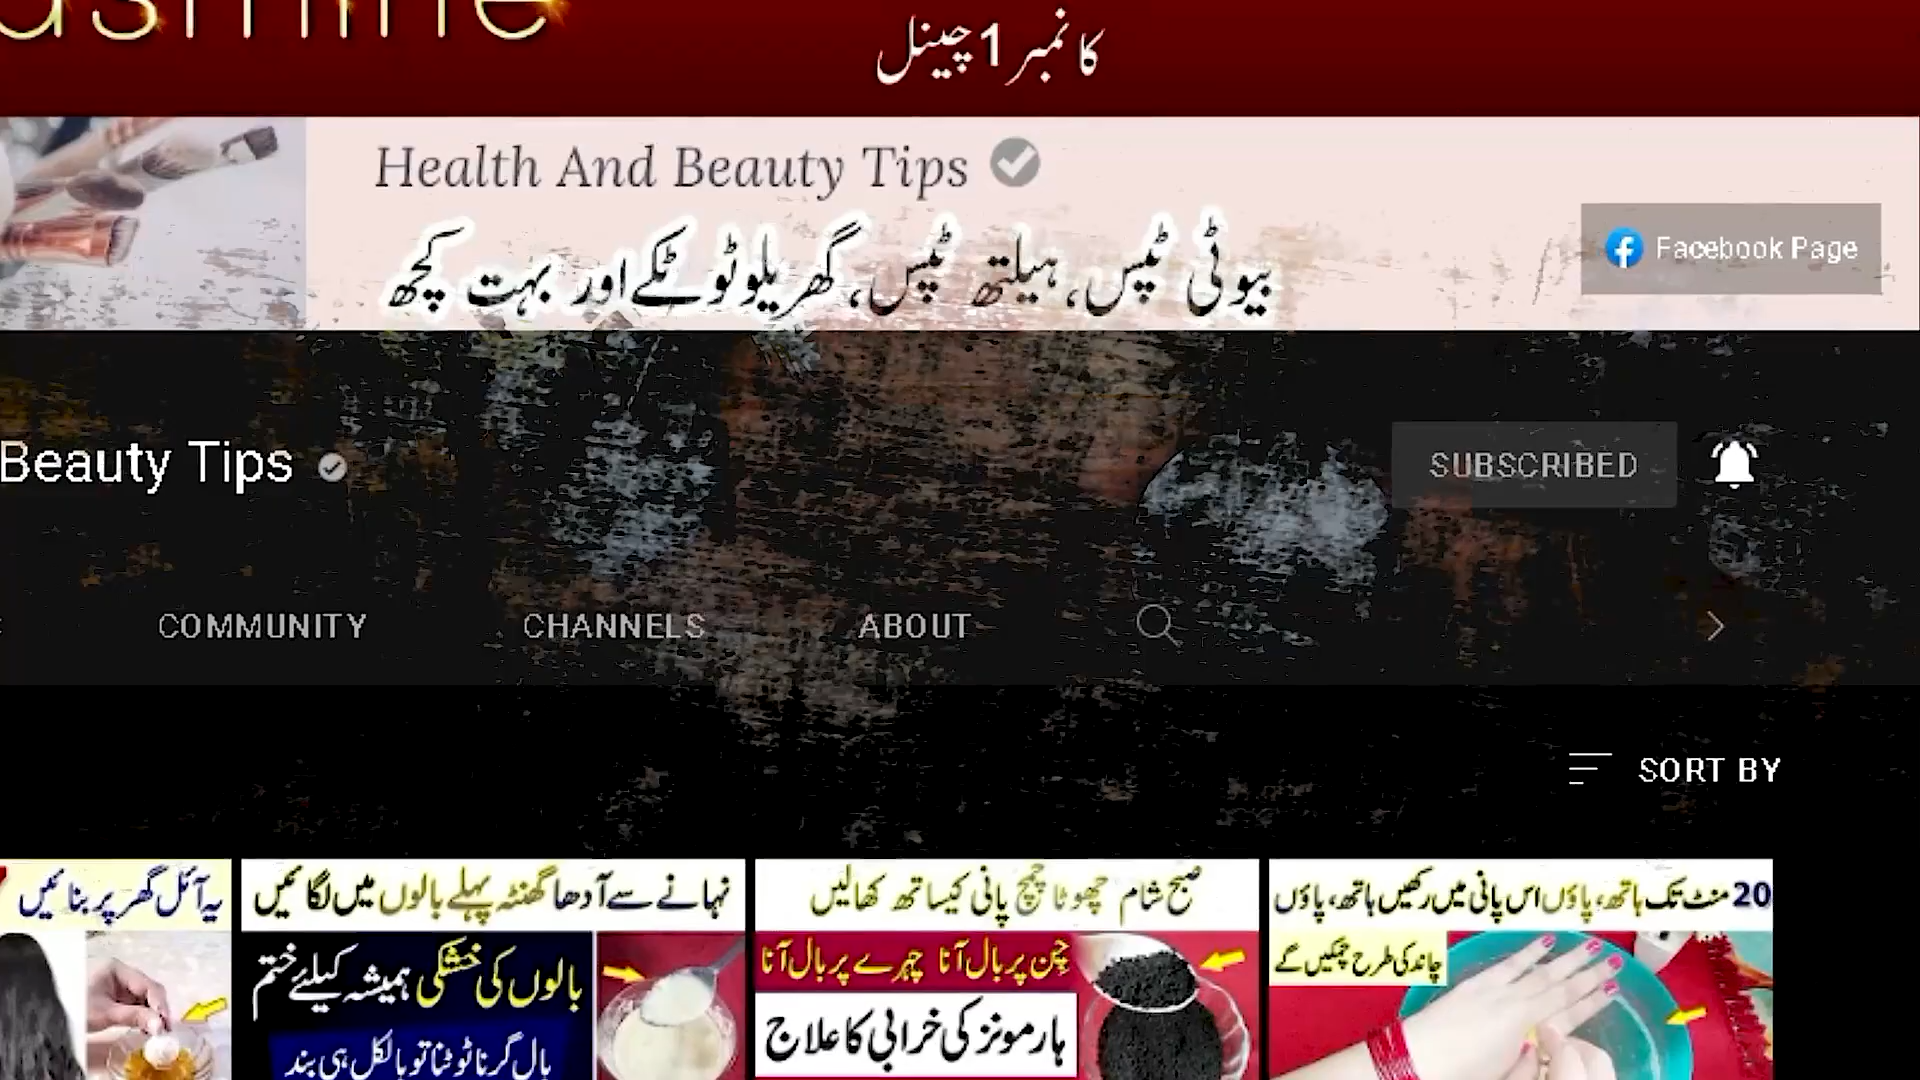 کا نمبر 1 چینل
Health And Beauty Tips
بیوٹی ٹپس، ہیلتھ ٹپس، گھریلو ٹوٹکے اور بہت کچھ
Facebook Page
Beauty Tips
SUBSCRIBED
COMMUNITY
CHANNELS
ABOUT
SORT BY
یہ آئل گھر پر بنائیں
نہانے سے آدھا گھنٹہ پہلے بالوں میں لگائیں
بالوں کی خشکی ہمیشہ کیلئے ختم
بال گرنا ٹوٹنا تو بالکل ہی بند
صبح شام چھوٹا چمچ پانی کیساتھ کھالیں
چن پر بال آنا چہرے پر بال آنا
ہارمونز کی خرابی کا علاج
20 منٹ تک ہاتھ، پاؤں اس پانی میں رکھیں ہاتھ، پاؤں
چاند کی طرح چمکیں گے